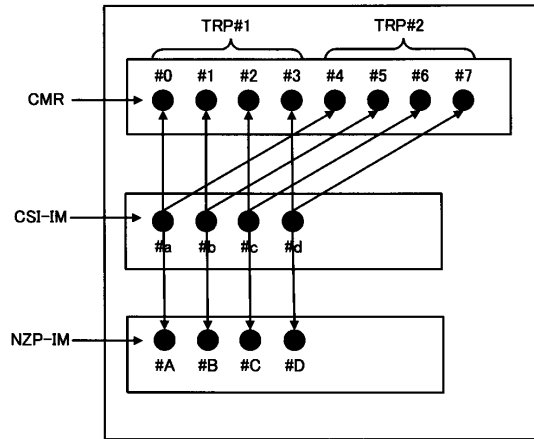 TRP#1 TRP#2
#0 #1 #2 #3 #4 #5 #6 #7
CMR
CSI-IM
#a #b #c #d
NZP-IM
#A #B #C #D